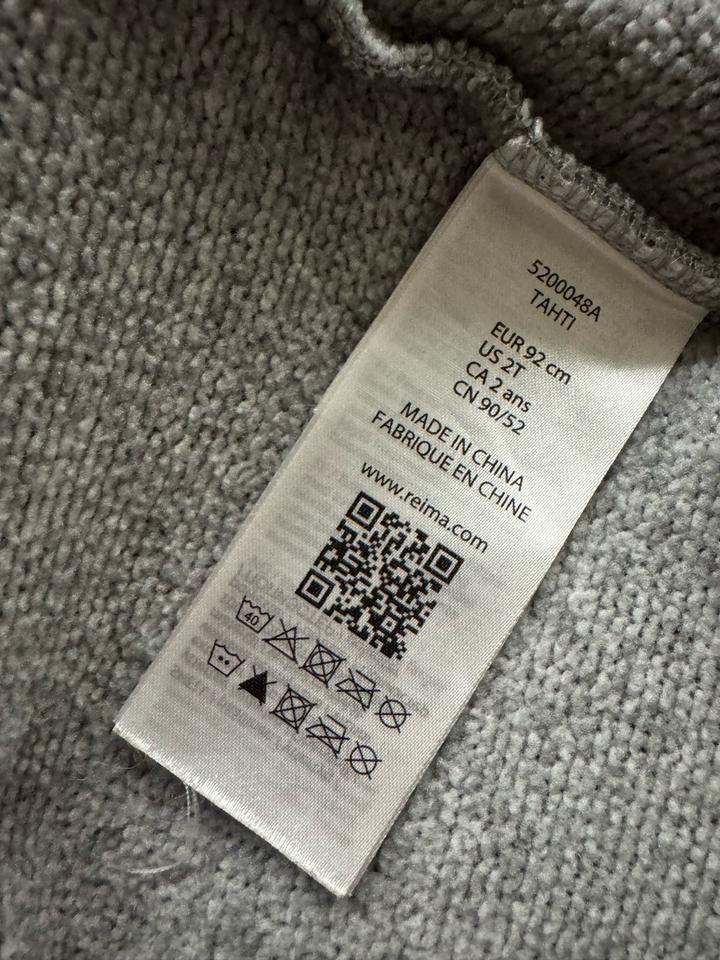 5200048A
TAHTI
EUR 92 cm
US 2T
CA 2 ans
CN 90/52
MADE IN CHINA
FABRIQUE EN CHINE
www.reima.com
40